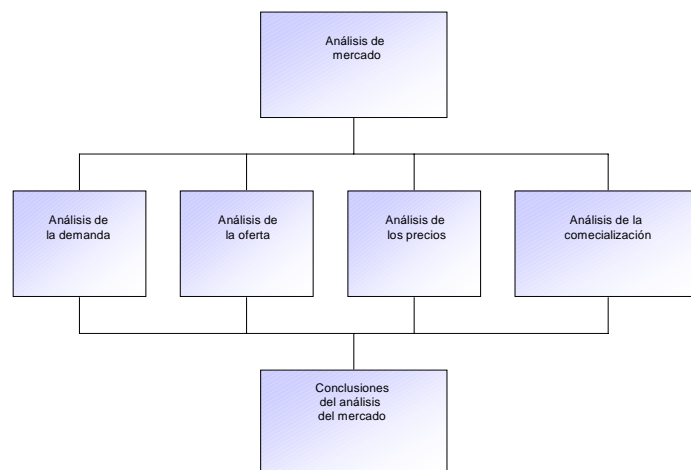 Análisis de
mercado
Análisis de
la demanda
Análisis de
la oferta
Análisis de
los precios
Análisis de la
comecialización
Conclusiones
del análisis
del mercado